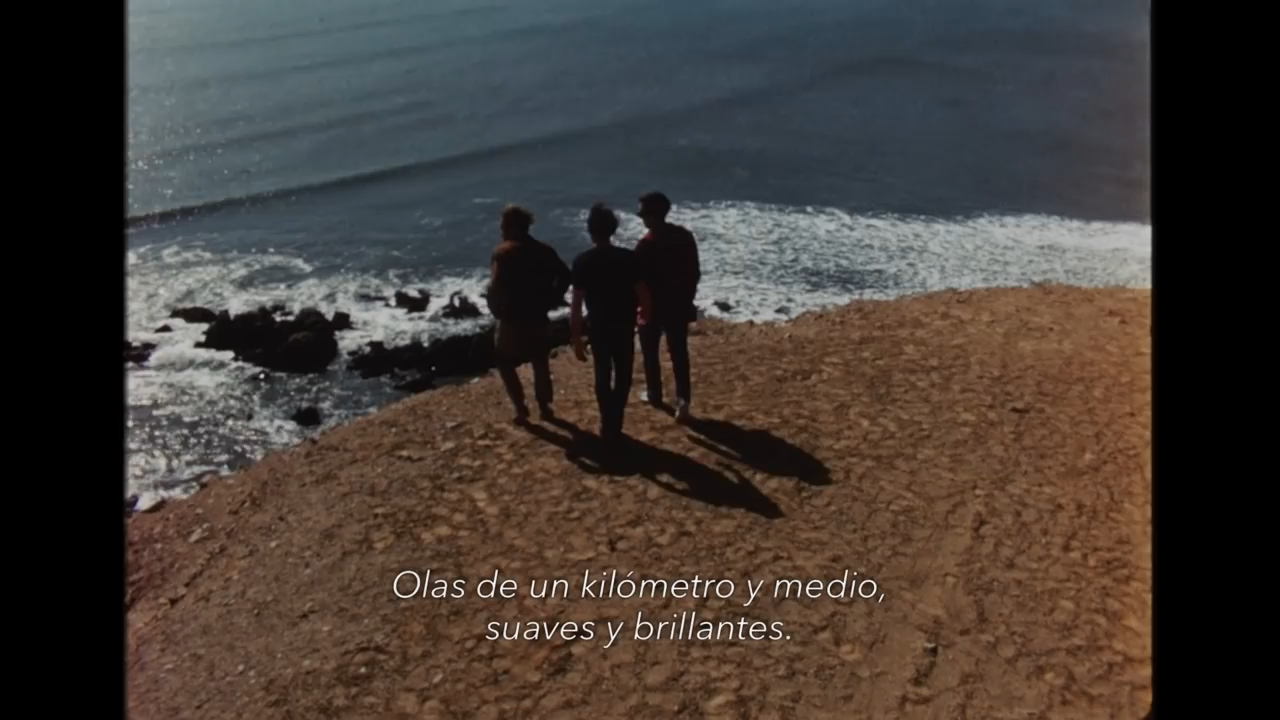 Olas de un kilómetro y medio,
suaves y brillantes.